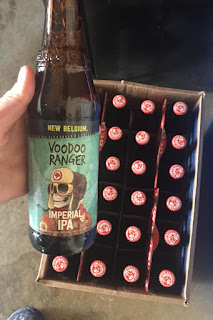 NEW BELGIUM.
VOODOO
RANGER
IMPERIAL
IPA